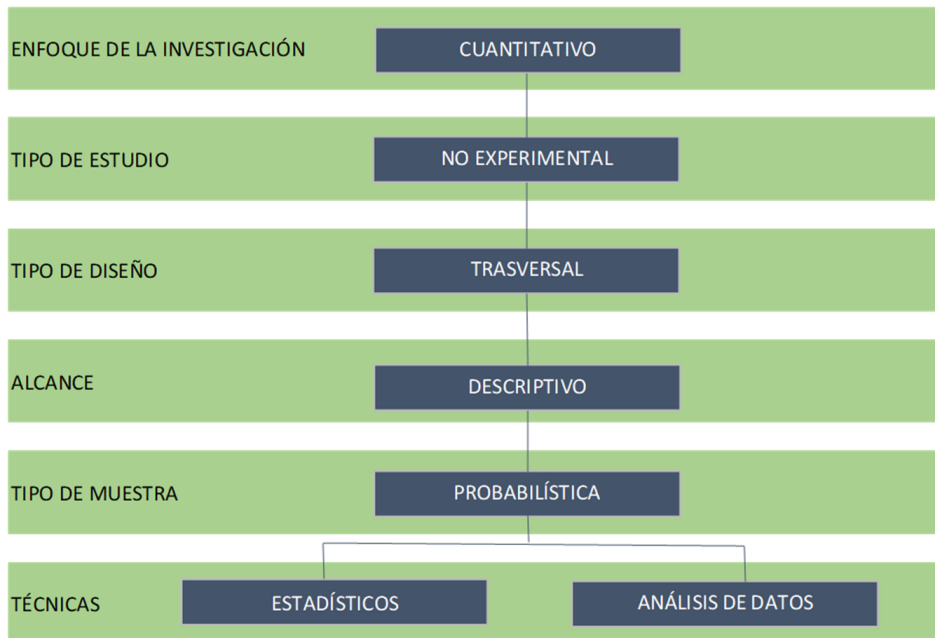 ENFOQUE DE LA INVESTIGACIÓN
CUANTITATIVO
TIPO DE ESTUDIO
NO EXPERIMENTAL
TIPO DE DISEÑO
TRASVERSAL
ALCANCE
DESCRIPTIVO
TIPO DE MUESTRA
PROBABILÍSTICA
TÉCNICAS
ESTADÍSTICOS
ANÁLISIS DE DATOS